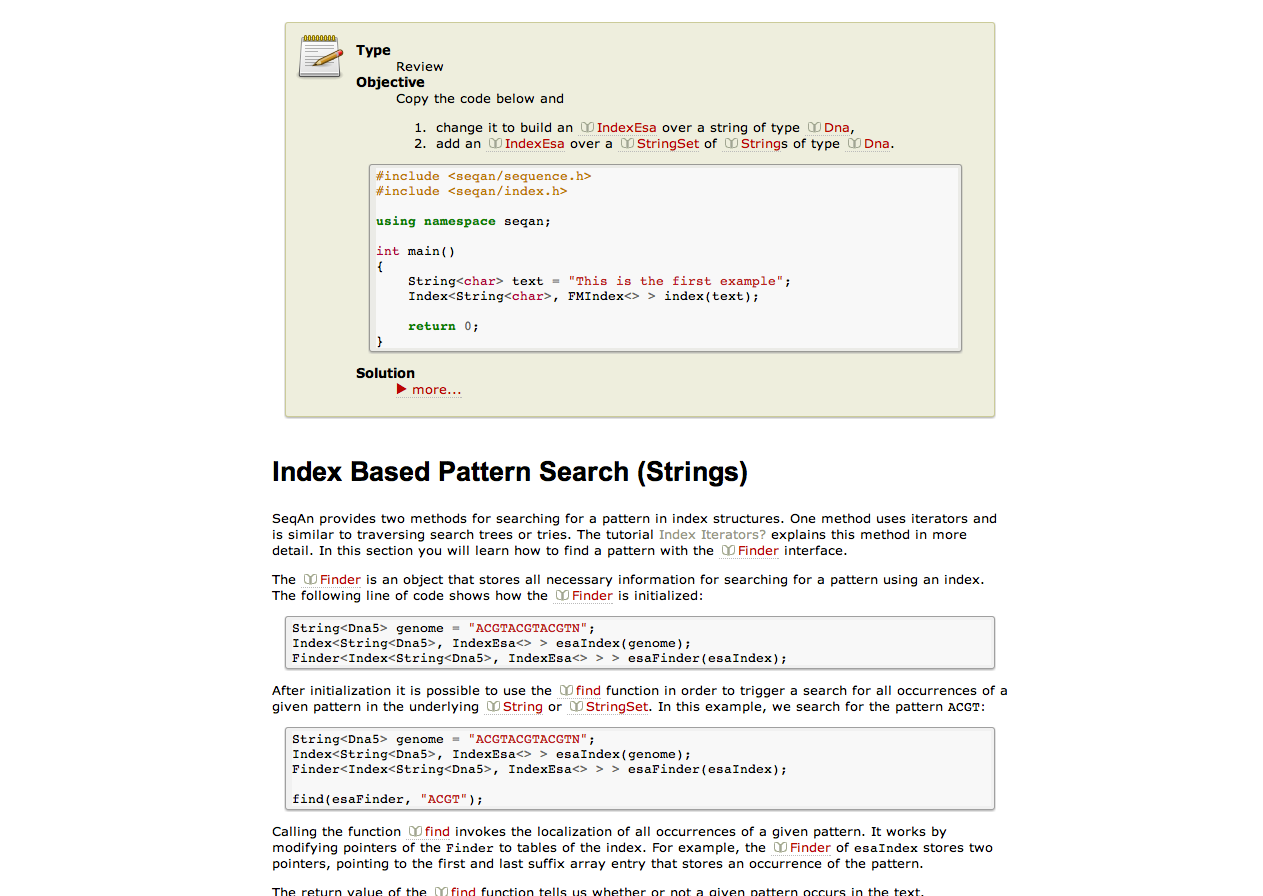 Type
Review
Objective
Copy the code below and
1. change it to build an IndexEsa over a string of type Dna,
2. add an IndexEsa over a StringSet of Strings of type Dna.
#include <seqan/sequence.h>
#include <seqan/index.h>
using namespace seqan;
int main()
{
    String<char> text = "This is the first example";
    Index<String<char>, FMIndex<> > index(text);
    return 0;
}
Solution
more...
Index Based Pattern Search (Strings)
SeqAn provides two methods for searching for a pattern in index structures. One method uses iterators and
is similar to traversing search trees or tries. The tutorial Index Iterators? explains this method in more
detail. In this section you will learn how to find a pattern with the Finder interface.
The Finder is an object that stores all necessary information for searching for a pattern using an index.
The following line of code shows how the Finder is initialized:
String<Dna5> genome = "ACGTACGTACGTN";
Index<String<Dna5>, IndexEsa<> > esaIndex(genome);
Finder<Index<String<Dna5>, IndexEsa<> > > esaFinder(esaIndex);
After initialization it is possible to use the find function in order to trigger a search for all occurrences of a
given pattern in the underlying String or StringSet. In this example, we search for the pattern ACGT:
String<Dna5> genome = "ACGTACGTACGTN";
Index<String<Dna5>, IndexEsa<> > esaIndex(genome);
Finder<Index<String<Dna5>, IndexEsa<> > > esaFinder(esaIndex);
find(esaFinder, "ACGT");
Calling the function find invokes the localization of all occurrences of a given pattern. It works by
modifying pointers of the Finder to tables of the index. For example, the Finder of esaIndex stores two
pointers, pointing to the first and last suffix array entry that stores an occurrence of the pattern.
The return value of the find function tells us whether or not a given pattern occurs in the text.